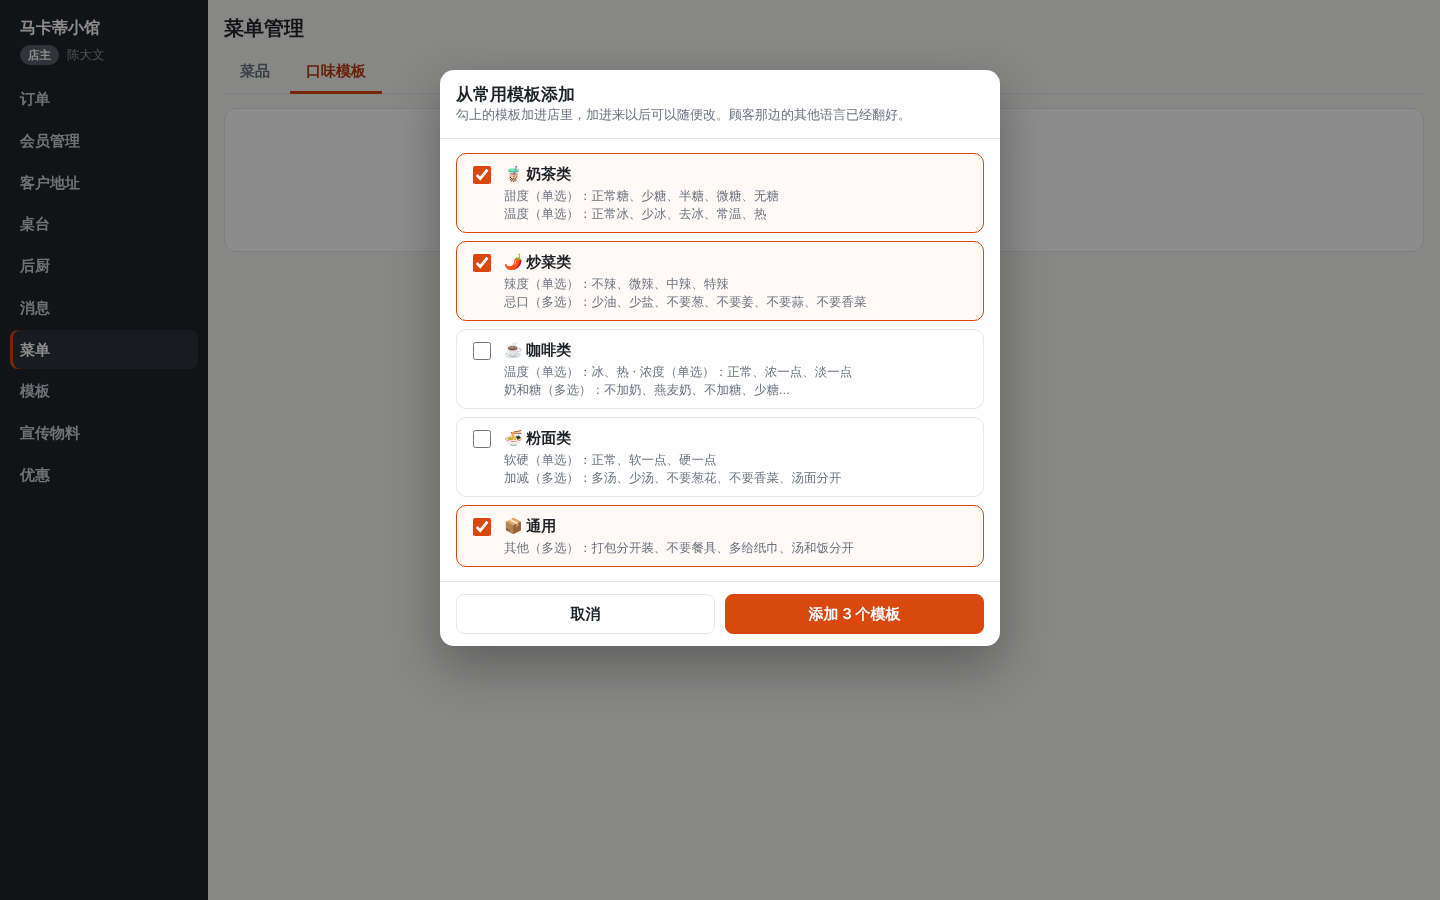 马卡蒂小馆
店主 陈大文
订单
会员管理
客户地址
桌台
后厨
消息
菜单
模板
宣传物料
优惠
菜单管理
菜品 口味模板
从常用模板添加
勾上的模板加进店里，加进来以后可以随便改。顾客那边的其他语言已经翻好。
奶茶类
甜度（单选）：正常糖、少糖、半糖、微糖、无糖
温度（单选）：正常冰、少冰、去冰、常温、热
炒菜类
辣度（单选）：不辣、微辣、中辣、特辣
忌口（多选）：少油、少盐、不要葱、不要姜、不要蒜、不要香菜
咖啡类
温度（单选）：冰、热 · 浓度（单选）：正常、浓一点、淡一点
奶和糖（多选）：不加奶、燕麦奶、不加糖、少糖...
粉面类
软硬（单选）：正常、软一点、硬一点
加减（多选）：多汤、少汤、不要葱花、不要香菜、汤面分开
通用
其他（多选）：打包分开装、不要餐具、多给纸巾、汤和饭分开
取消 添加 3 个模板